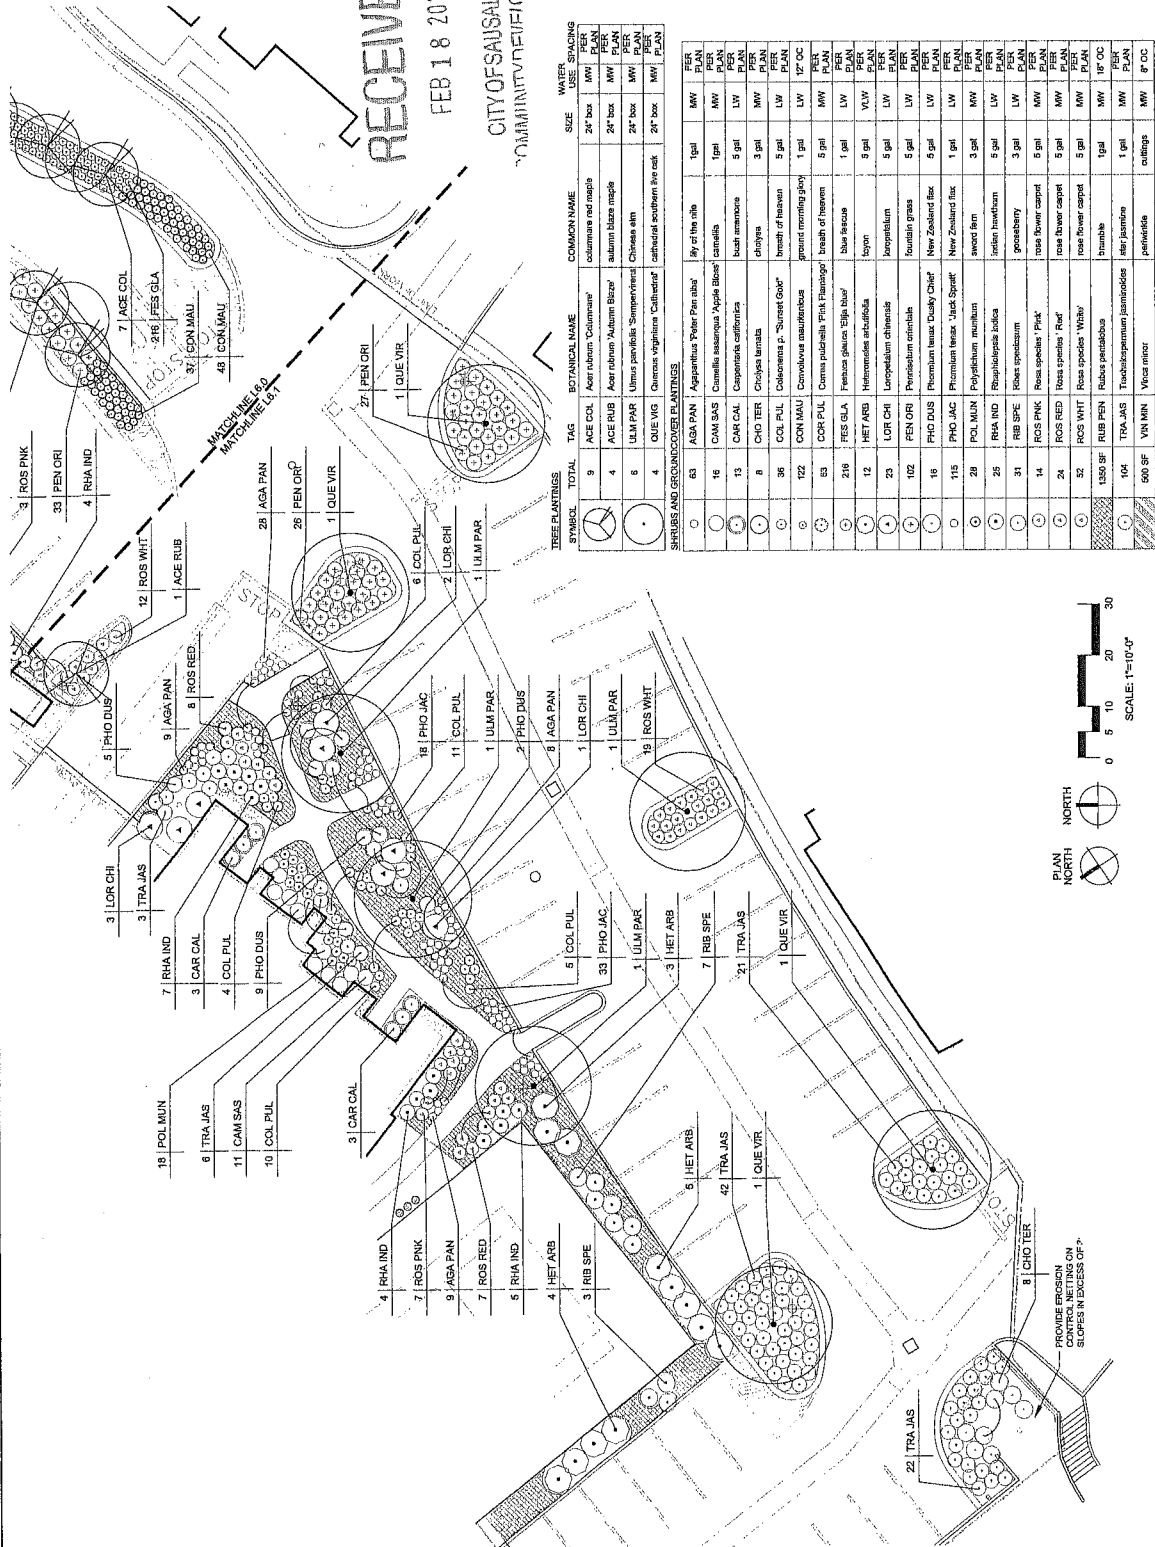 RECEIVE
FEB 1 8 20
CITY OF SAUSAL
3 | ROS PNK
33 | PEN ORI
4 | RHA IND
7 | ACE COL
216 | FES GLA
37 | CON MAU
48 | CON MAU
STOP
MATCHLINE L6.0
MATCHLINE L6.1
27 | PEN ORI
1 | QUE VIR
12 | ROS WHT
1 | ACE RUB
28 | AGA PAN
26 | PEN ORI
1 | QUE VIR
STOP
5 | PHO DUS
9 | AGA PAN
8 | ROS RED
6 | COL PUL
2 | LOR CHI
1 | ULM PAR
3 | LOR CHI
3 | TRA JAS
7 | RHA IND
3 | CAR CAL
4 | COL PUL
9 | PHO DUS
18 | PHO JAC
11 | COL PUL
1 | ULM PAR
2 | PHO DUS
8 | AGA PAN
1 | LOR CHI
1 | ULM PAR
19 | ROS WHT
18 | POL MUN
6 | TRA JAS
11 | CAM SAS
10 | COL PUL
3 | CAR CAL
5 | COL PUL
33 | PHO JAC
1 | ULM PAR
3 | HET ARB
7 | RIB SPE
21 | TRA JAS
1 | QUE VIR
4 | RHA IND
7 | ROS PNK
9 | AGA PAN
7 | ROS RED
5 | RHA IND
4 | HET ARB
3 | RIB SPE
5 | HET ARB
42 | TRA JAS
1 | QUE VIR
22 | TRA JAS
8 | CHO TER
PROVIDE EROSION
CONTROL NETTING ON
SLOPES IN EXCESS OF
TREE PLANTINGS
SYMBOL TOTAL TAG BOTANICAL NAME COMMON NAME SIZE WATER USE SPACING
9 ACE COL Acer rubrum 'Columnare' columnare red maple 24" box MW PER PLAN
4 ACE RUB Acer rubrum 'Autumn Blaze' autumn blaze maple 24" box MW PER PLAN
6 ULM PAR Ulmus parvifolia 'Sempervirens' Chinese elm 24" box MW PER PLAN
4 QUE VIG Quercus virginiana 'Cathedral' cathedral southern live oak 24" box MW PER PLAN
SHRUBS AND GROUNDCOVER PLANTINGS
63 AGA PAN Agapanthus 'Peter Pan alba' lily of the nile 1gal MW PER PLAN
16 CAM SAS Camellia sasanqua 'Apple Bloss' camellia 1gal MW PER PLAN
13 CAR CAL Carpentaria californica bush anemone 5 gal LW PER PLAN
8 CHO TER Choiysa ternata choiysa 3 gal MW PER PLAN
36 COL PUL Coleonema p. "Sunset Gold" breath of heaven 5 gal LW PER PLAN
122 CON MAU Convolvus mauritanicus ground morning glory 1 gal LW 12" OC
53 COR PUL Correa pulchella 'Pink Flamingo' breath of heaven 5 gal MW PER PLAN
216 FES GLA Festuca glauca 'Elija blue' blue fescue 1 gal LW PER PLAN
12 HET ARB Heteromeles arbutifolia toyon 5 gal VLW PER PLAN
23 LOR CHI Loropetalum chinensis loropetalum 5 gal LW PER PLAN
102 PEN ORI Pennisetum orientale fountain grass 5 gal LW PER PLAN
16 PHO DUS Phormium tenax 'Dusky Chief' New Zealand flax 5 gal LW PER PLAN
115 PHO JAC Phormium tenax 'Jack Spratt' New Zealand flax 1 gal LW PER PLAN
28 POL MUN Polystichum munitum sword fern 3 gal MW PER PLAN
25 RHA IND Rhaphiolepsis indica indian hawthorn 5 gal LW PER PLAN
31 RIB SPE Ribes speciosum gooseberry 3 gal LW PER PLAN
14 ROS PNK Rosa species ' Pink' rose flower carpet 5 gal MW PER PLAN
24 ROS RED Rosa species ' Red' rose flower carpet 5 gal MW PER PLAN
52 ROS WHT Rosa species 'White' rose flower carpet 5 gal MW PER PLAN
1350 SF RUB PEN Rubus pentalobus bramble 1gal MW 18" OC
104 TRA JAS Trachelospermum jasminoides star jasmine 1 gal MW PER PLAN
500 SF VIN MIN Vinca minor periwinkle cuttings MW 8" OC
PLAN
NORTH
NORTH
0 5 10 20 30
SCALE: 1"=10'-0"